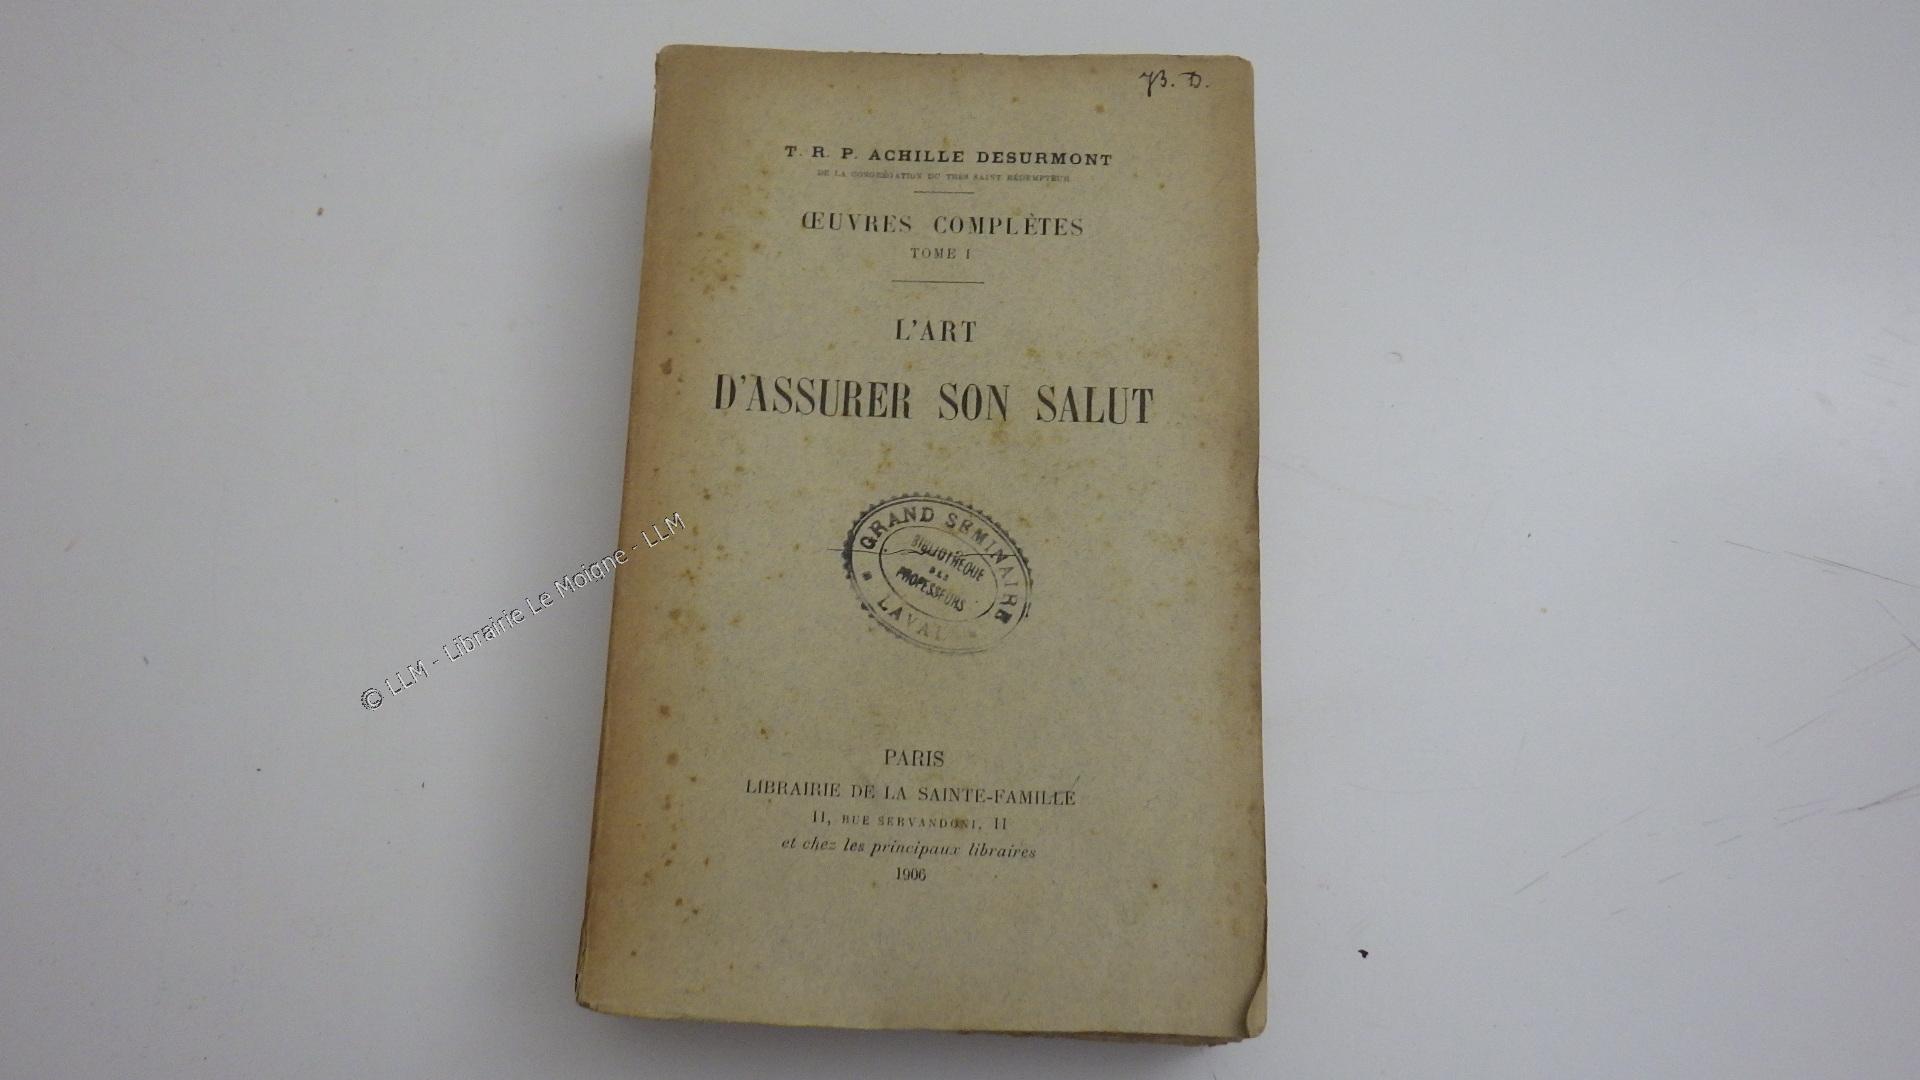 T. R. P. ACHILLE DESURMONT
DE LA CONGRÉGATION DU TRÈS SAINT RÉDEMPTEUR
ŒUVRES COMPLÈTES
TOME I
L'ART
D'ASSURER SON SALUT
GRAND SEMINAIRE
BIBLIOTHEQUE
DES
PROFESSEURS
LAVAL
PARIS
LIBRAIRIE DE LA SAINTE-FAMILLE
11, RUE SERVANDONI, 11
et chez les principaux libraires
1906
© LLM - Librairie Le Moigne - LLM